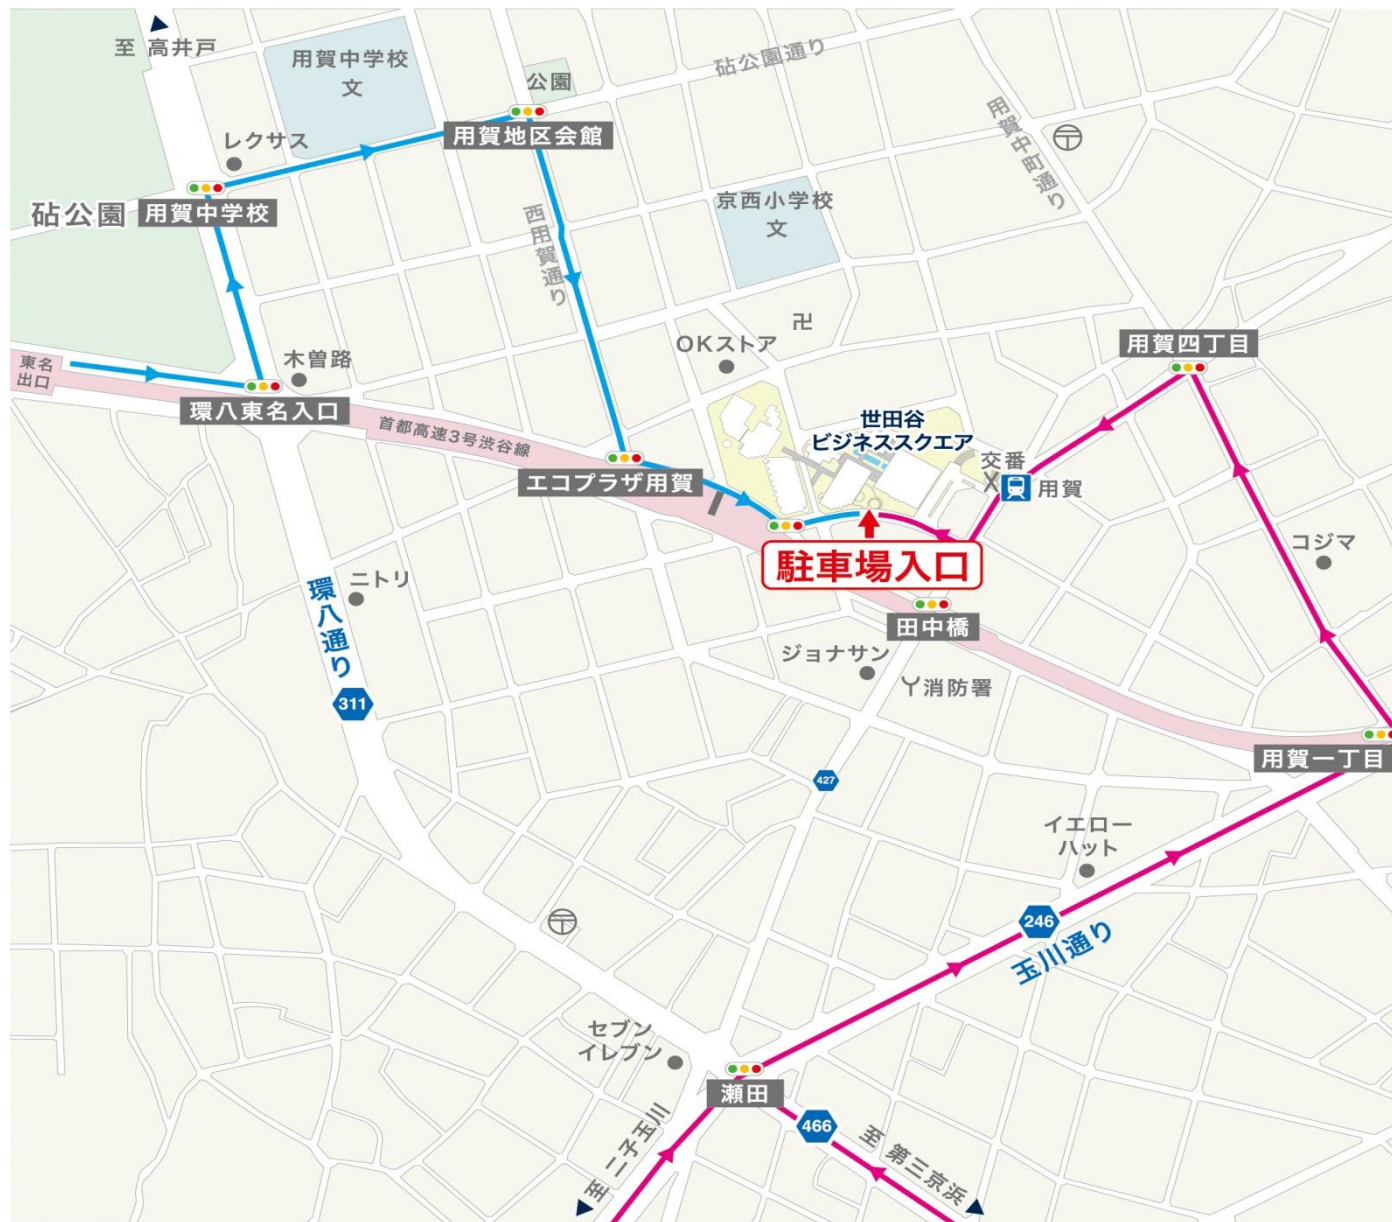 至 高井戸
用賀中学校
文
公園
砧公園通り
レクサス
用賀地区会館
用賀中町通り
砧公園
用賀中学校
西用賀通り
京西小学校
文
卍
東名
出口
木曽路
OKストア
用賀四丁目
環八東名入口
首都高速3号渋谷線
世田谷
ビジネススクエア
交番
用賀
エコプラザ用賀
駐車場入口
コジマ
ニトリ
環八通り
田中橋
ジョナサン
消防署
311
用賀一丁目
427
イエロー
ハット
246
玉川通り
セブン
イレブン
瀬田
466
至 二子玉川
至 第三京浜